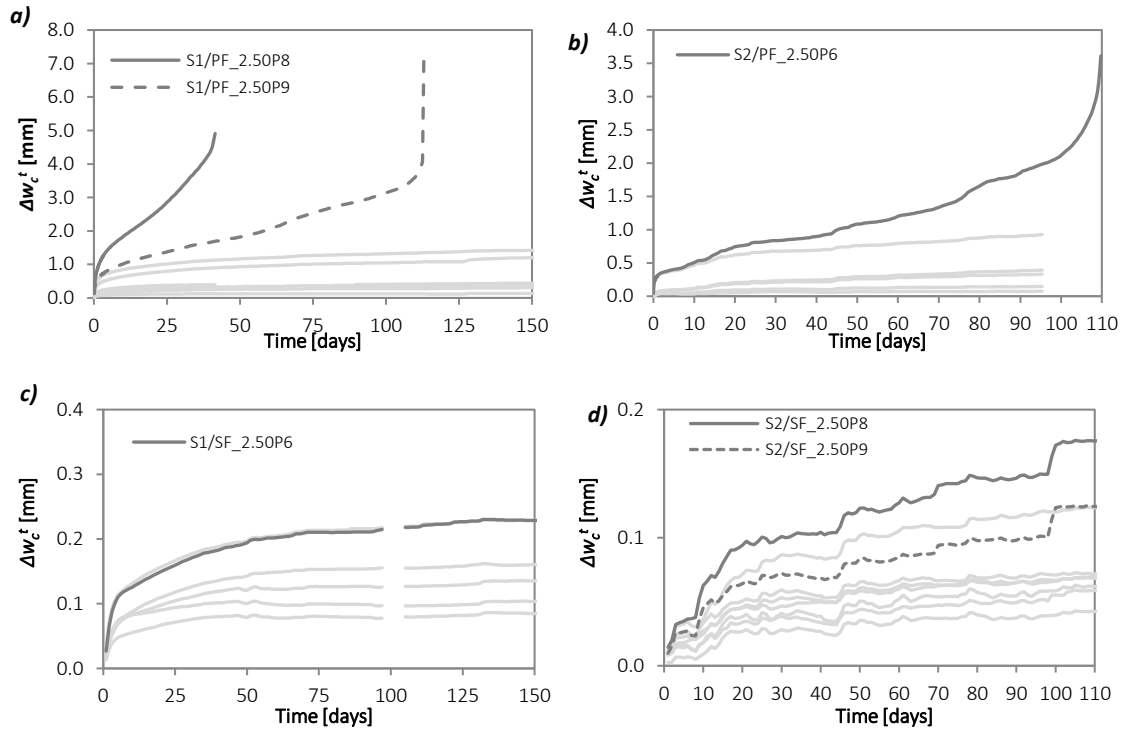 a)
8.0
7.0
6.0
5.0
4.0
3.0
2.0
1.0
0.0
Δw_c^t [mm]
S1/PF_2.50P8
S1/PF_2.50P9
0 25 50 75 100 125 150
Time [days]
b)
4.0
3.5
3.0
2.5
2.0
1.5
1.0
0.5
0.0
Δw_c^t [mm]
S2/PF_2.50P6
0 10 20 30 40 50 60 70 80 90 100 110
Time [days]
c)
0.4
0.3
0.2
0.1
0.0
Δw_c^t [mm]
S1/SF_2.50P6
0 25 50 75 100 125 150
Time [days]
d)
0.2
0.1
0.0
Δw_c^t [mm]
S2/SF_2.50P8
S2/SF_2.50P9
0 10 20 30 40 50 60 70 80 90 100 110
Time [days]